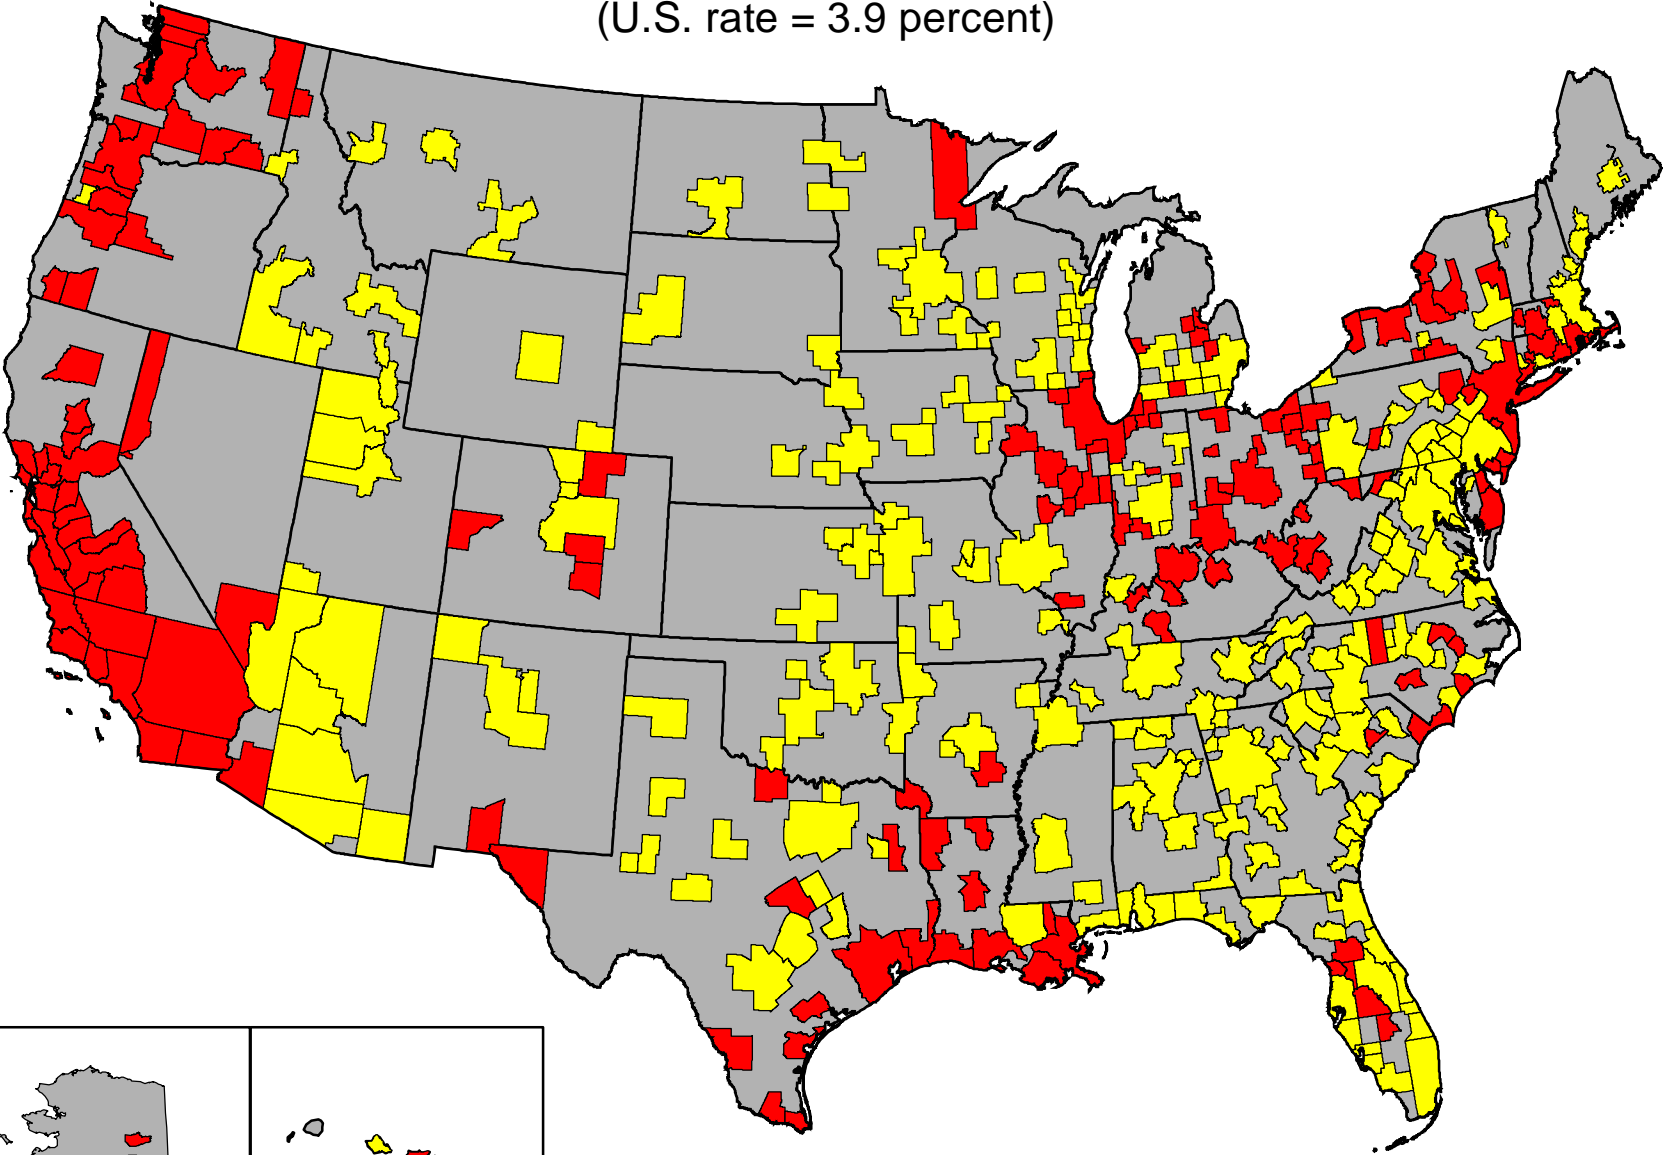 (U.S. rate = 3.9 percent)